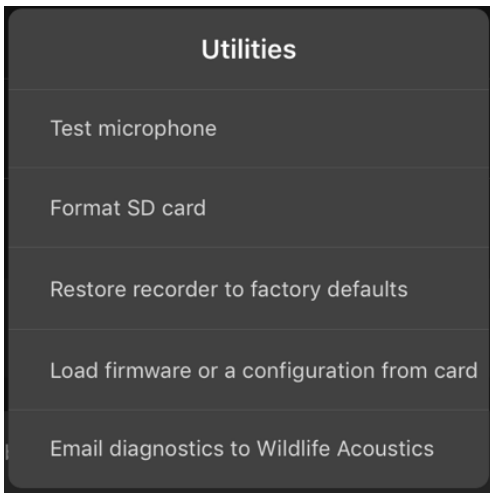 Utilities
Test microphone
Format SD card
Restore recorder to factory defaults
Load firmware or a configuration from card
Email diagnostics to Wildlife Acoustics